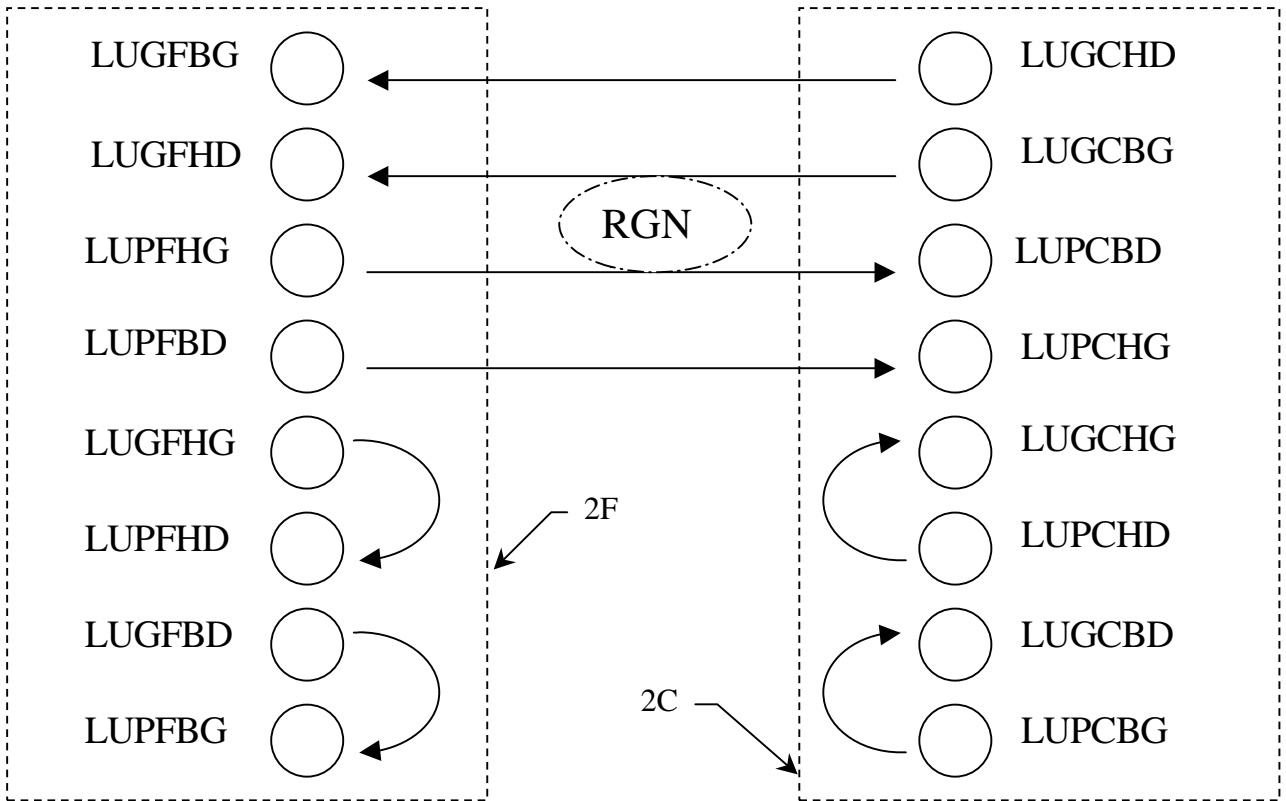 LUGFBG LUGCHD
LUGFHD LUGCBG
RGN
LUPFHG LUPCBD
LUPFBD LUPCHG
LUGFHG LUGCHG
2F
LUPFHD LUPCHD
LUGFBD LUGCBD
2C
LUPFBG LUPCBG